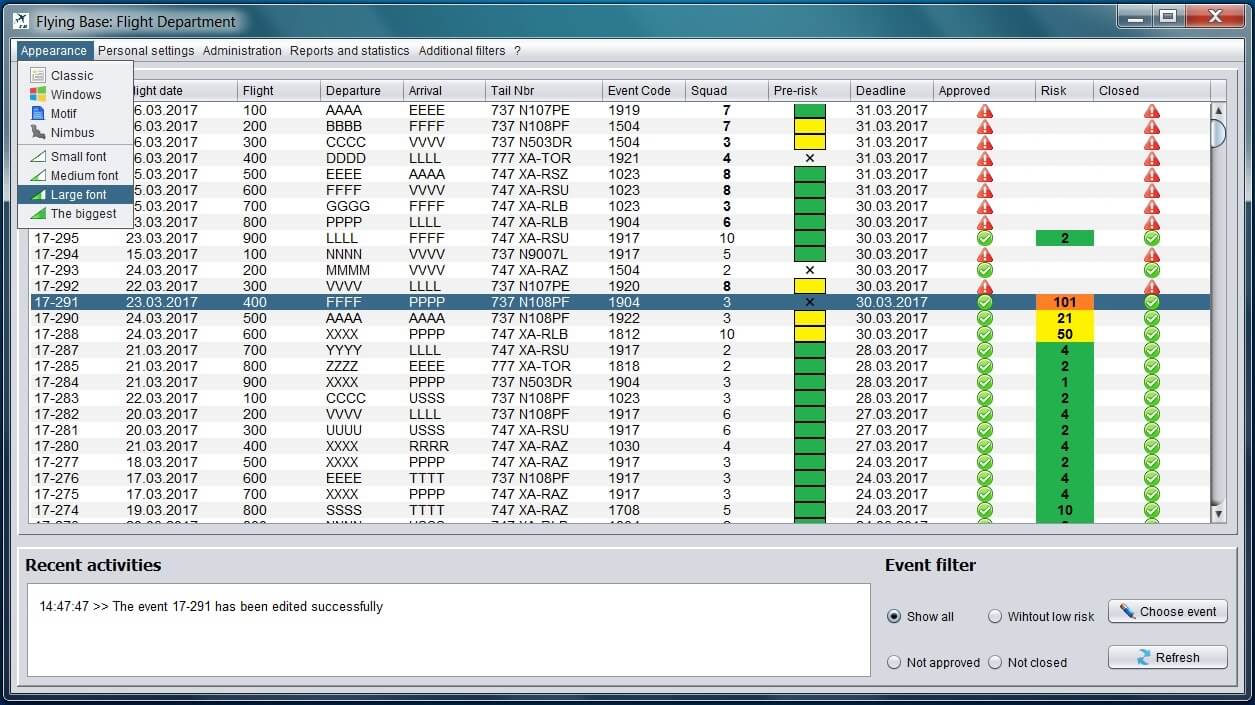 Flying Base: Flight Department
Appearance Personal settings Administration Reports and statistics Additional filters ?
Classic
Windows
Motif
Nimbus
Small font
Medium font
Large font
The biggest
light date Flight Departure Arrival Tail Nbr Event Code Squad Pre-risk Deadline Approved Risk Closed
6.03.2017 100 AAAA EEEE 737 N107PE 1919 7 31.03.2017
6.03.2017 200 BBBB FFFF 737 N108PF 1504 7 31.03.2017
6.03.2017 300 CCCC VVVV 737 N503DR 1504 3 31.03.2017
6.03.2017 400 DDDD LLLL 777 XA-TOR 1921 4 × 31.03.2017
5.03.2017 500 EEEE AAAA 747 XA-RSZ 1023 8 31.03.2017
5.03.2017 600 FFFF VVVV 747 XA-RSU 1023 8 31.03.2017
5.03.2017 700 GGGG FFFF 747 XA-RLB 1023 3 31.03.2017
3.03.2017 800 PPPP LLLL 747 XA-RLB 1904 6 30.03.2017
17-295 23.03.2017 900 LLLL FFFF 747 XA-RSU 1917 10 30.03.2017 2
17-294 15.03.2017 100 NNNN VVVV 737 N9007L 1917 5 30.03.2017
17-293 24.03.2017 200 MMMM VVVV 747 XA-RAZ 1504 2 × 30.03.2017
17-292 22.03.2017 300 VVVV LLLL 737 N107PE 1920 8 30.03.2017
17-291 23.03.2017 400 FFFF PPPP 737 N108PF 1904 3 × 30.03.2017 101
17-290 24.03.2017 500 AAAA AAAA 737 N108PF 1922 3 30.03.2017 21
17-288 24.03.2017 600 XXXX PPPP 747 XA-RLB 1812 10 30.03.2017 50
17-287 21.03.2017 700 YYYY LLLL 747 XA-RSU 1917 2 28.03.2017 4
17-285 21.03.2017 800 ZZZZ EEEE 777 XA-TOR 1818 2 28.03.2017 2
17-284 21.03.2017 900 XXXX PPPP 737 N503DR 1904 3 28.03.2017 1
17-283 22.03.2017 100 CCCC USSS 737 N108PF 1023 3 28.03.2017 2
17-282 20.03.2017 200 VVVV LLLL 737 N108PF 1917 6 27.03.2017 4
17-281 20.03.2017 300 UUUU USSS 747 XA-RSU 1917 6 27.03.2017 2
17-280 21.03.2017 400 XXXX RRRR 747 XA-RAZ 1030 4 27.03.2017 4
17-277 18.03.2017 500 XXXX PPPP 747 XA-RAZ 1917 3 24.03.2017 2
17-276 17.03.2017 600 EEEE TTTT 737 N108PF 1917 3 24.03.2017 4
17-275 17.03.2017 700 XXXX PPPP 747 XA-RAZ 1917 3 24.03.2017 4
17-274 19.03.2017 800 SSSS TTTT 747 XA-RAZ 1708 5 24.03.2017 10
Recent activities
14:47:47 >> The event 17-291 has been edited successfully
Event filter
Show all Wihtout low risk Choose event
Not approved Not closed Refresh